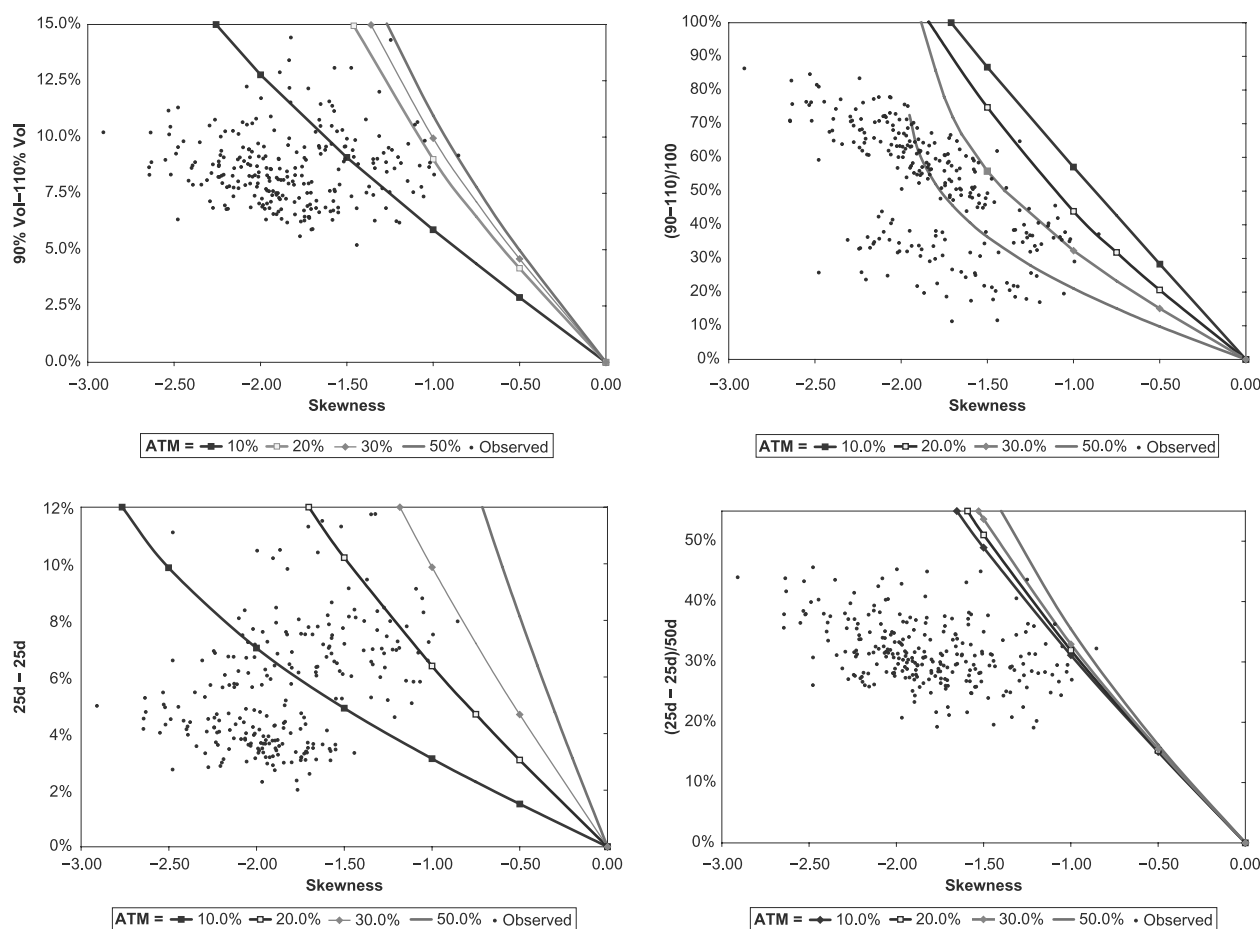 15.0%
12.5%
10.0%
7.5%
5.0%
2.5%
0.0%
90% Vol–110% Vol
−3.00 −2.50 −2.00 −1.50 −1.00 −0.50 0.00
Skewness
ATM = 10% 20% 30% 50% Observed
100%
90%
80%
70%
60%
50%
40%
30%
20%
10%
0%
(90–110)/100
−3.00 −2.50 −2.00 −1.50 −1.00 −0.50 0.00
Skewness
ATM = 10.0% 20.0% 30.0% 50.0% Observed
12%
10%
8%
6%
4%
2%
0%
25d – 25d
−3.00 −2.50 −2.00 −1.50 −1.00 −0.50 0.00
Skewness
ATM = 10.0% 20.0% 30.0% 50.0% Observed
50%
40%
30%
20%
10%
0%
(25d – 25d)/50d
−3.00 −2.50 −2.00 −1.50 −1.00 −0.50 0.00
Skewness
ATM = 10.0% 20.0% 30.0% 50.0% Observed